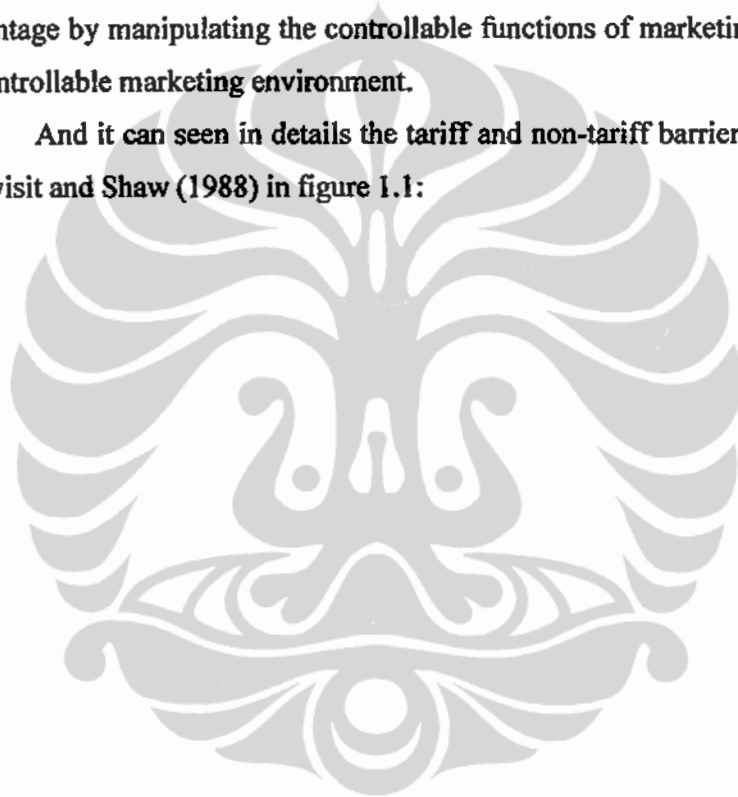 ntage by manipulating the controllable functions of marketin
ntrollable marketing environment.
And it can seen in details the tariff and non-tariff barrier
visit and Shaw (1988) in figure 1.1: